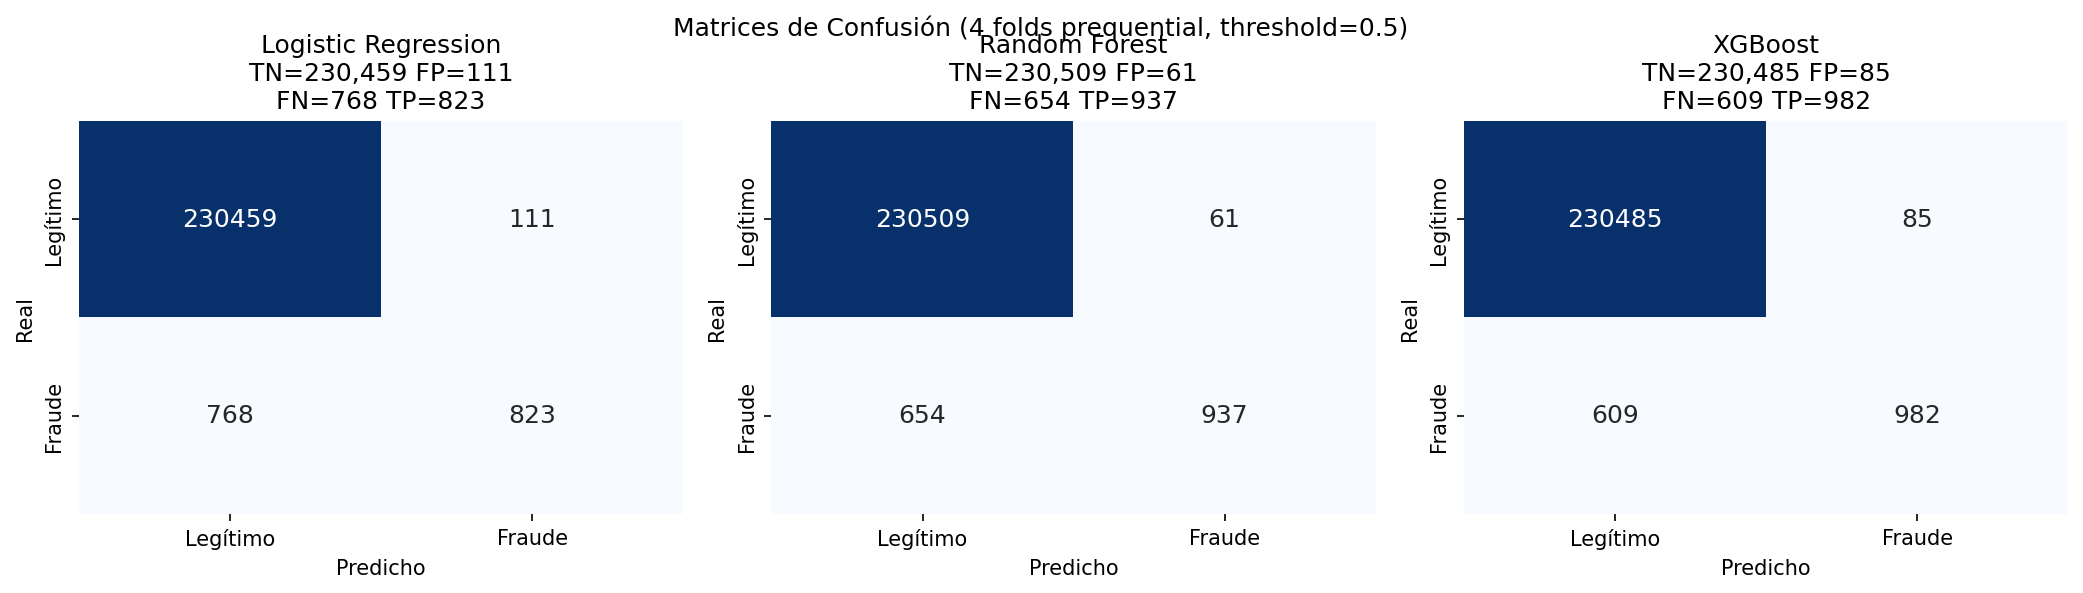 Matrices de Confusión (4 folds prequential, threshold=0.5)
Logistic Regression
TN=230,459 FP=111
FN=768 TP=823
Real
Legítimo
230459
111
Fraude
768
823
Legítimo
Fraude
Predicho
Random Forest
TN=230,509 FP=61
FN=654 TP=937
Real
Legítimo
230509
61
Fraude
654
937
Legítimo
Fraude
Predicho
XGBoost
TN=230,485 FP=85
FN=609 TP=982
Real
Legítimo
230485
85
Fraude
609
982
Legítimo
Fraude
Predicho